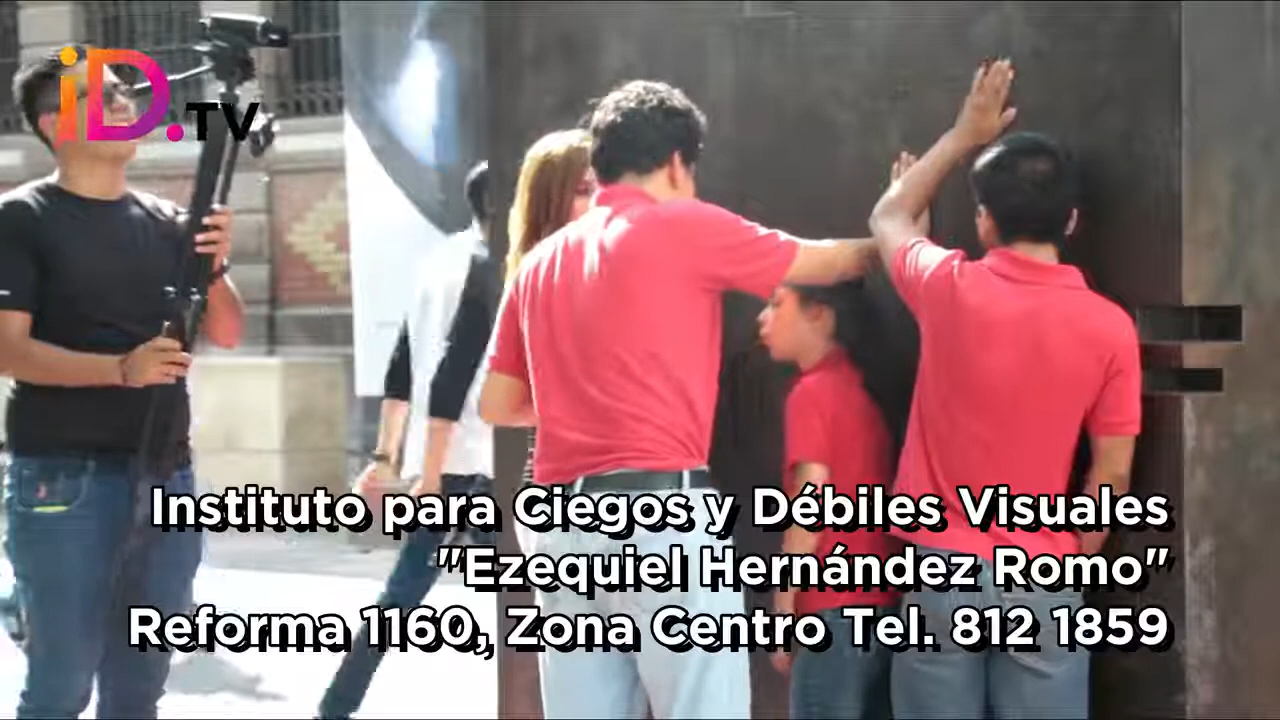 iD.TV
Instituto para Ciegos y Débiles Visuales
"Ezequiel Hernández Romo"
Reforma 1160, Zona Centro Tel. 812 1859